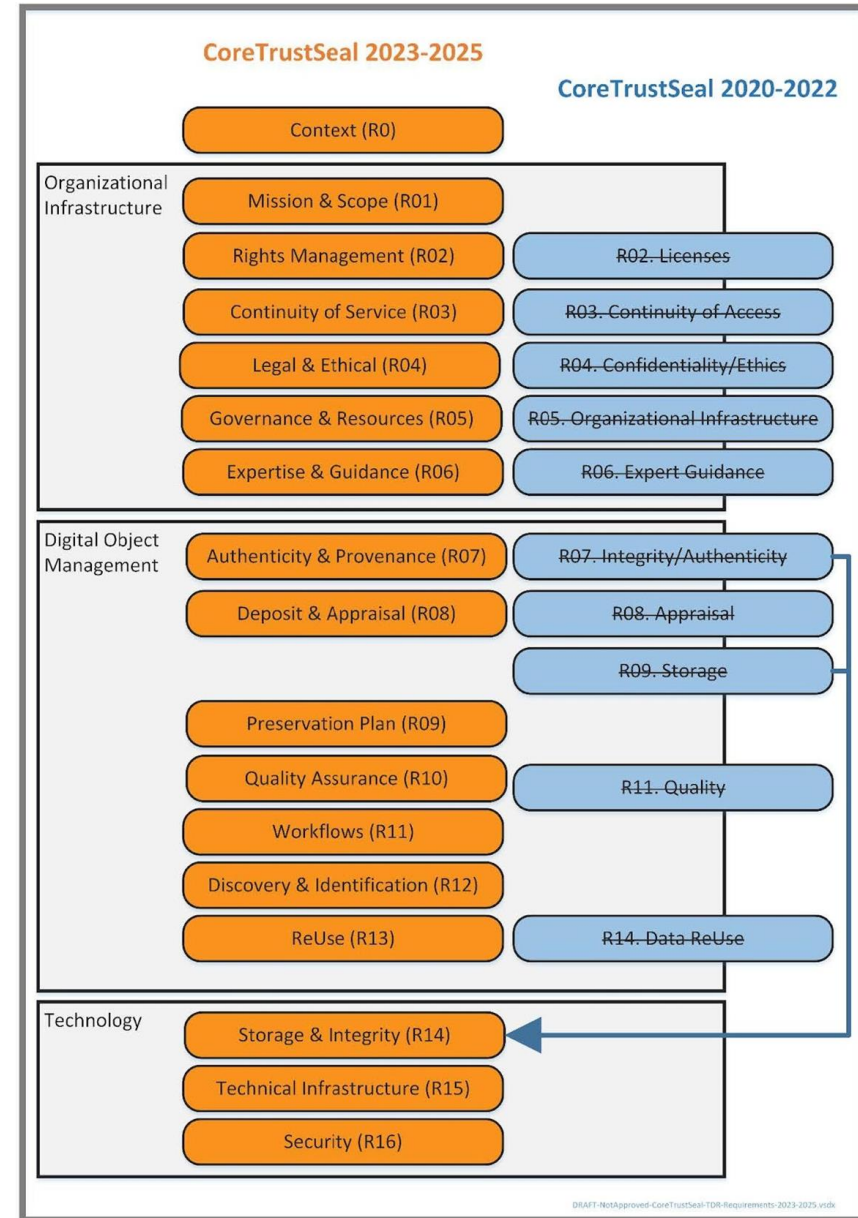 CoreTrustSeal 2023-2025
CoreTrustSeal 2020-2022
Context (R0)
Organizational
Infrastructure
Mission & Scope (R01)
Rights Management (R02)
R02. Licenses
Continuity of Service (R03)
R03. Continuity of Access
Legal & Ethical (R04)
R04. Confidentiality/Ethics
Governance & Resources (R05)
R05. Organizational Infrastructure
Expertise & Guidance (R06)
R06. Expert Guidance
Digital Object
Management
Authenticity & Provenance (R07)
R07. Integrity/Authenticity
Deposit & Appraisal (R08)
R08. Appraisal
R09. Storage
Preservation Plan (R09)
Quality Assurance (R10)
R11. Quality
Workflows (R11)
Discovery & Identification (R12)
ReUse (R13)
R14. Data ReUse
Technology
Storage & Integrity (R14)
Technical Infrastructure (R15)
Security (R16)
DRAFT-NotApproved-CoreTrustSeal-TDR-Requirements-2023-2025.vsdx